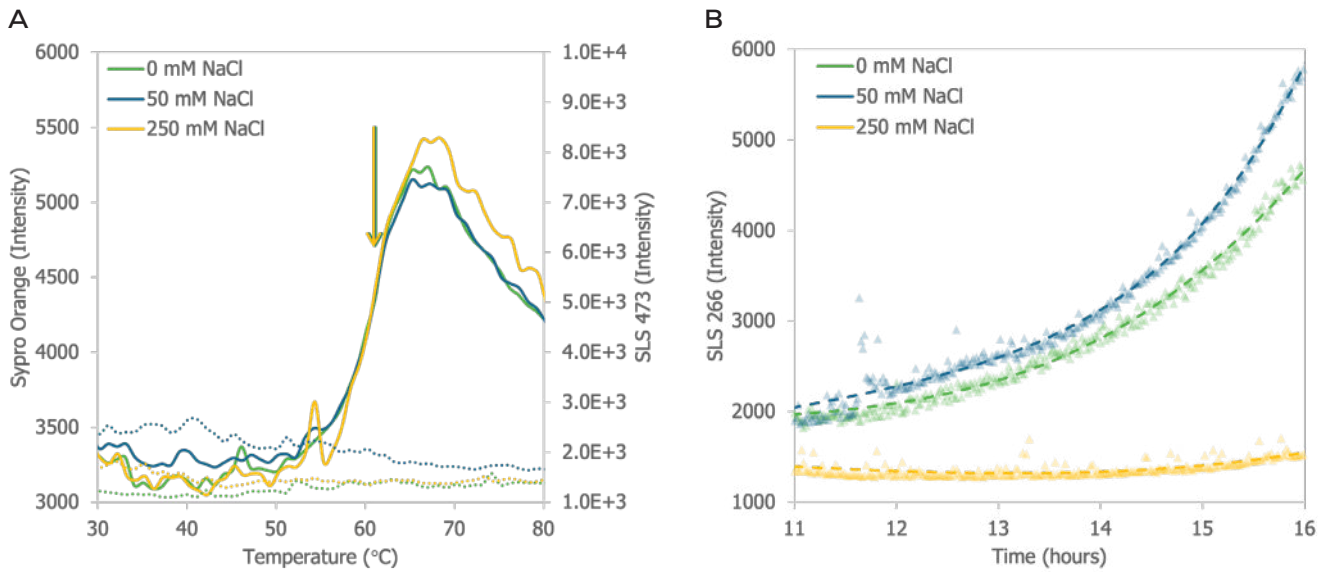 A
6000
5500
5000
4500
4000
3500
3000
Sypro Orange (Intensity)
0 mM NaCl
50 mM NaCl
250 mM NaCl
1.0E+4
9.0E+3
8.0E+3
7.0E+3
6.0E+3
5.0E+3
4.0E+3
3.0E+3
2.0E+3
1.0E+3
SLS 473 (Intensity)
30 40 50 60 70 80
Temperature (°C)
B
6000
5000
4000
3000
2000
1000
SLS 266 (Intensity)
0 mM NaCl
50 mM NaCl
250 mM NaCl
11 12 13 14 15 16
Time (hours)